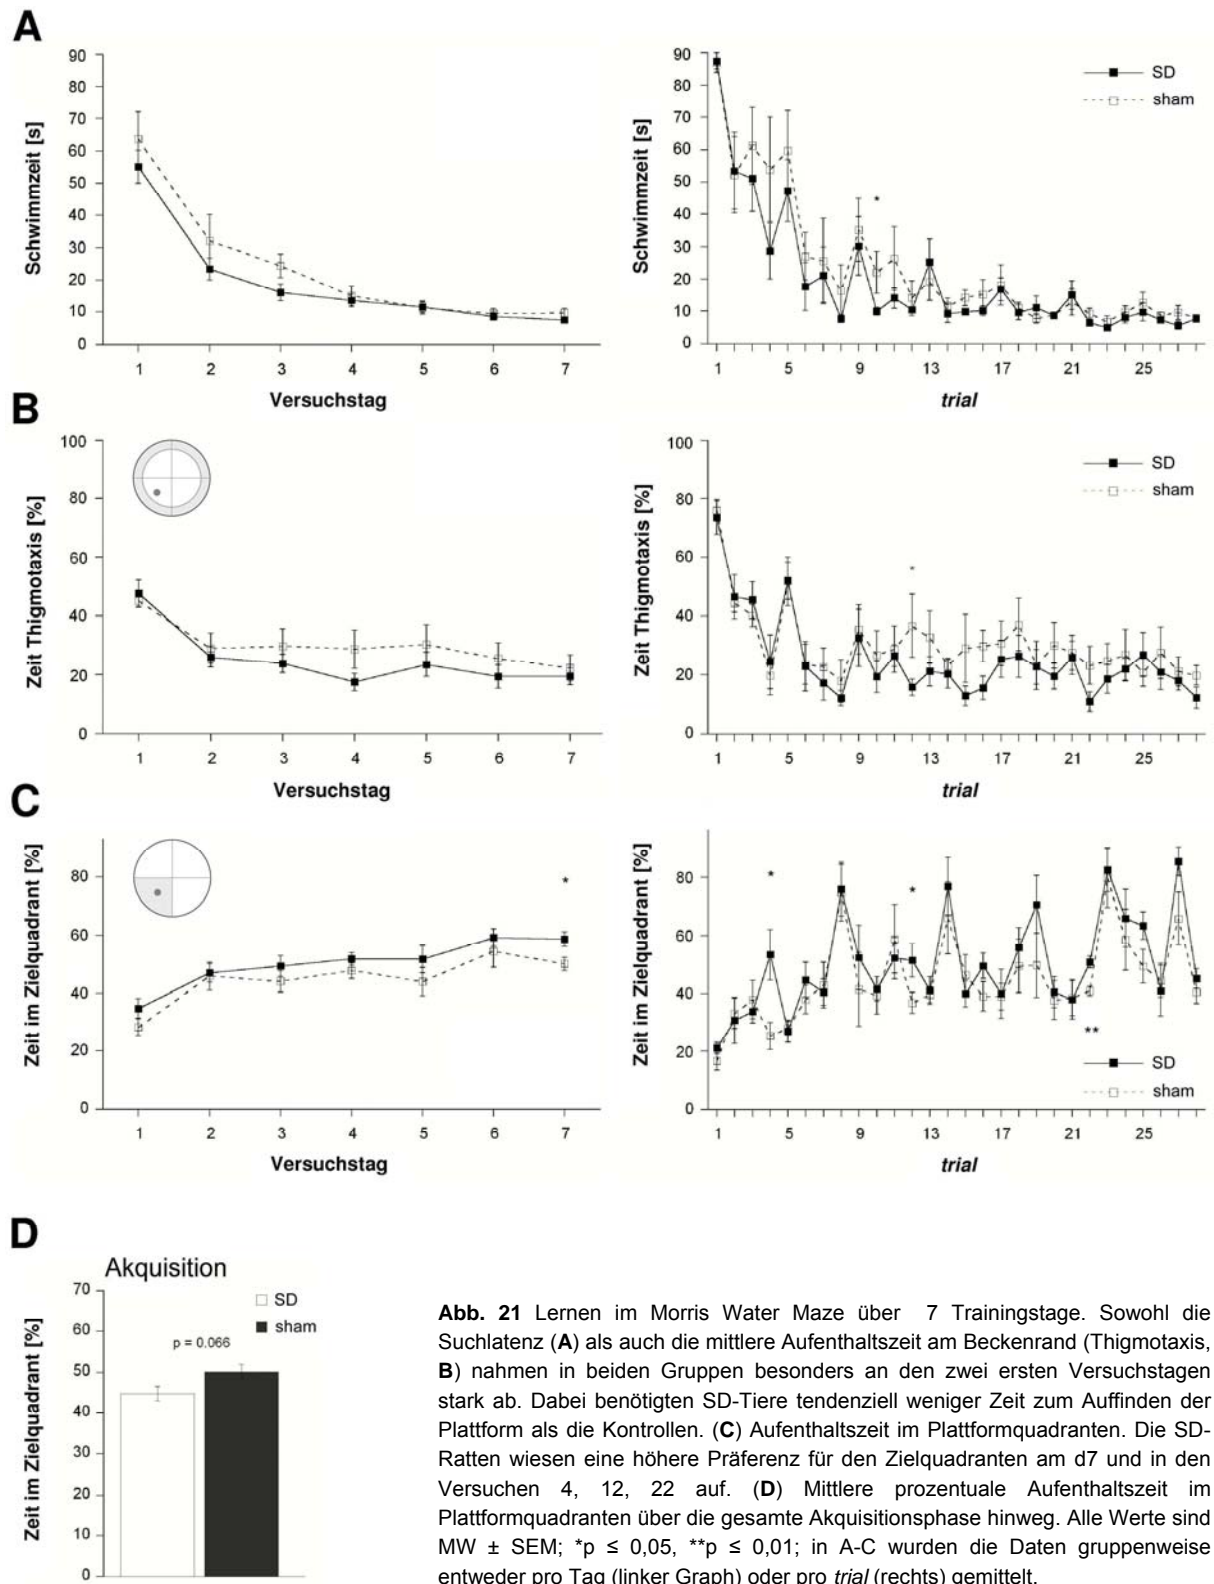 A
Schwimmzeit [s]
90
80
70
60
50
40
30
20
10
0
1 2 3 4 5 6 7
Versuchstag
Schwimmzeit [s]
90
80
70
60
50
40
30
20
10
0
SD
sham
*
1 5 9 13 17 21 25
trial
B
Zeit Thigmotaxis [%]
100
80
60
40
20
0
1 2 3 4 5 6 7
Versuchstag
Zeit Thigmotaxis [%]
100
80
60
40
20
0
SD
sham
*
1 5 9 13 17 21 25
trial
C
Zeit im Zielquadrant [%]
80
60
40
20
0
*
1 2 3 4 5 6 7
Versuchstag
Zeit im Zielquadrant [%]
80
60
40
20
0
*
*
**
SD
sham
1 5 9 13 17 21 25
trial
D
Akquisition
Zeit im Zielquadrant [%]
70
60
50
40
30
20
10
0
SD
sham
p = 0.066
Abb. 21 Lernen im Morris Water Maze über 7 Trainingstage. Sowohl die
Suchlatenz (A) als auch die mittlere Aufenthaltszeit am Beckenrand (Thigmotaxis,
B) nahmen in beiden Gruppen besonders an den zwei ersten Versuchstagen
stark ab. Dabei benötigten SD-Tiere tendenziell weniger Zeit zum Auffinden der
Plattform als die Kontrollen. (C) Aufenthaltszeit im Plattformquadranten. Die SD-
Ratten wiesen eine höhere Präferenz für den Zielquadranten am d7 und in den
Versuchen 4, 12, 22 auf. (D) Mittlere prozentuale Aufenthaltszeit im
Plattformquadranten über die gesamte Akquisitionsphase hinweg. Alle Werte sind
MW ± SEM; *p ≤ 0,05, **p ≤ 0,01; in A-C wurden die Daten gruppenweise
entweder pro Tag (linker Graph) oder pro trial (rechts) gemittelt.